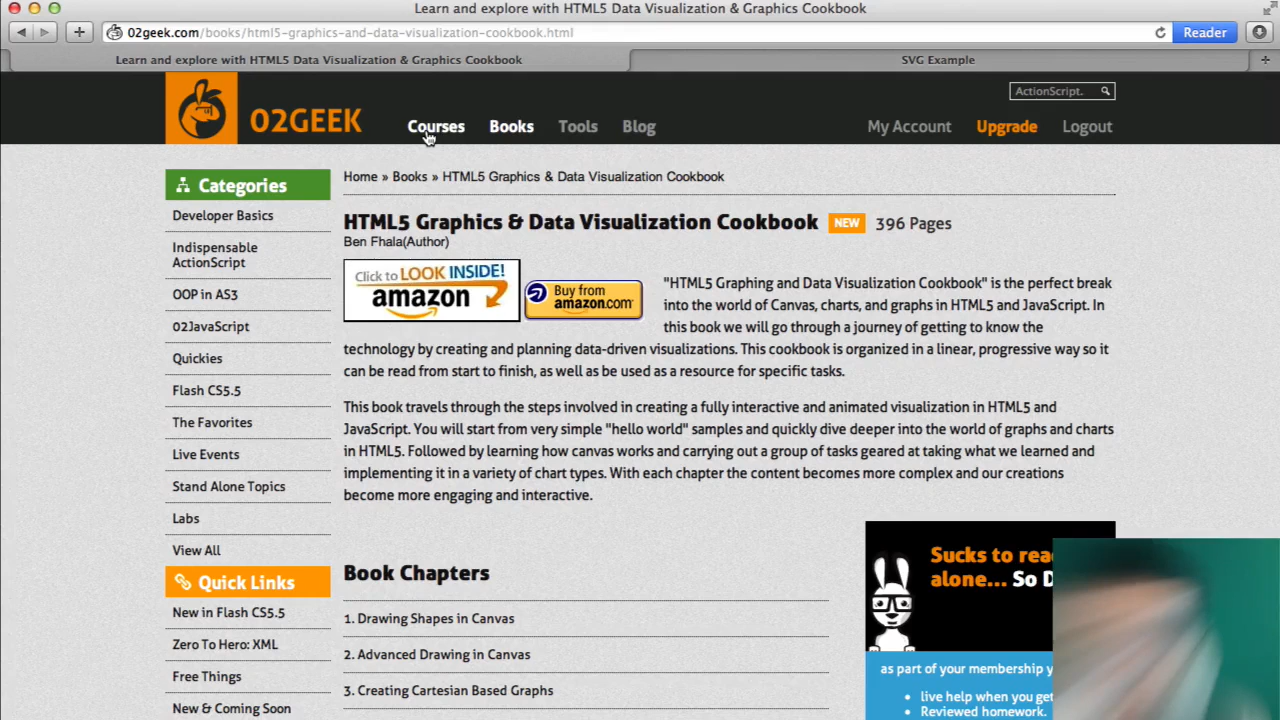 Learn and explore with HTML5 Data Visualization & Graphics Cookbook
02geek.com/books/html5-graphics-and-data-visualization-cookbook.html
Reader
Learn and explore with HTML5 Data Visualization & Graphics Cookbook
SVG Example
ActionScript.
02GEEK
Courses
Books
Tools
Blog
My Account
Upgrade
Logout
Categories
Developer Basics
Indispensable
ActionScript
OOP in AS3
02JavaScript
Quickies
Flash CS5.5
The Favorites
Live Events
Stand Alone Topics
Labs
View All
Quick Links
New in Flash CS5.5
Zero To Hero: XML
Free Things
New & Coming Soon
Home » Books » HTML5 Graphics & Data Visualization Cookbook
HTML5 Graphics & Data Visualization Cookbook NEW 396 Pages
Ben Fhala(Author)
Click to LOOK INSIDE!
amazon
Buy from
amazon.com
"HTML5 Graphing and Data Visualization Cookbook" is the perfect break
into the world of Canvas, charts, and graphs in HTML5 and JavaScript. In
this book we will go through a journey of getting to know the
technology by creating and planning data-driven visualizations. This cookbook is organized in a linear, progressive way so it
can be read from start to finish, as well as be used as a resource for specific tasks.
This book travels through the steps involved in creating a fully interactive and animated visualization in HTML5 and
JavaScript. You will start from very simple "hello world" samples and quickly dive deeper into the world of graphs and charts
in HTML5. Followed by learning how canvas works and carrying out a group of tasks geared at taking what we learned and
implementing it in a variety of chart types. With each chapter the content becomes more complex and our creations
become more engaging and interactive.
Book Chapters
1. Drawing Shapes in Canvas
2. Advanced Drawing in Canvas
3. Creating Cartesian Based Graphs
Sucks to rea
alone... So D
as part of your membership y
live help when you get
Reviewed homework.